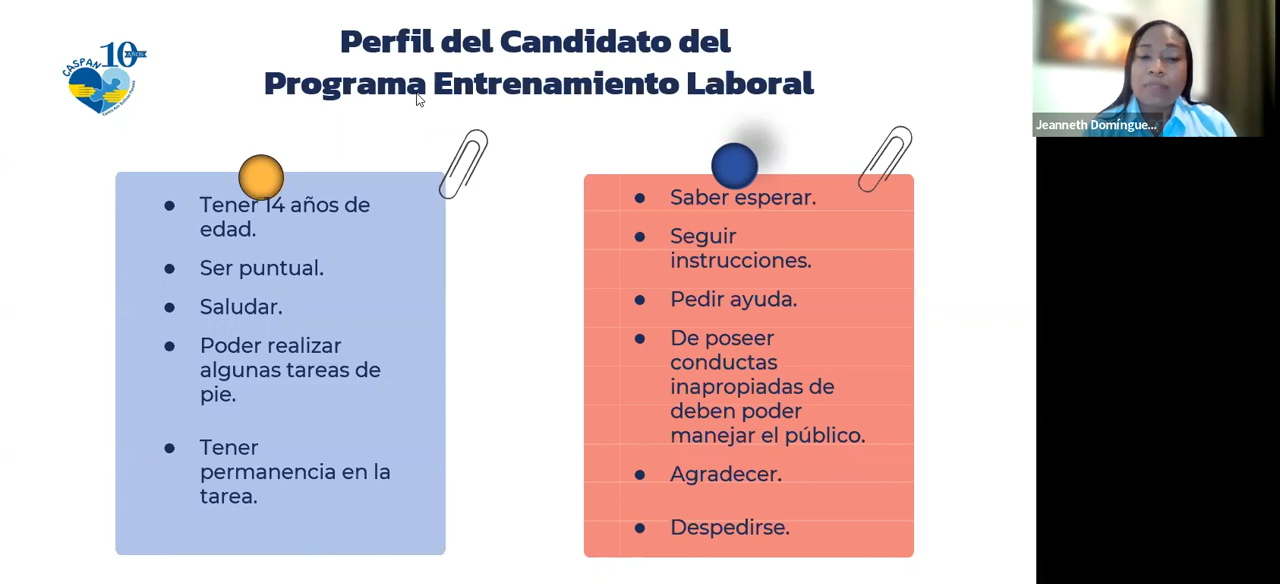 Perfil del Candidato del
Programa Entrenamiento Laboral
CASPAN
10
AÑOS
Jeanneth Domíngue...
Tener 14 años de
edad.
Ser puntual.
Saludar.
Poder realizar
algunas tareas de
pie.
Tener
permanencia en la
tarea.
Saber esperar.
Seguir
instrucciones.
Pedir ayuda.
De poseer
conductas
inapropiadas de
deben poder
manejar el público.
Agradecer.
Despedirse.